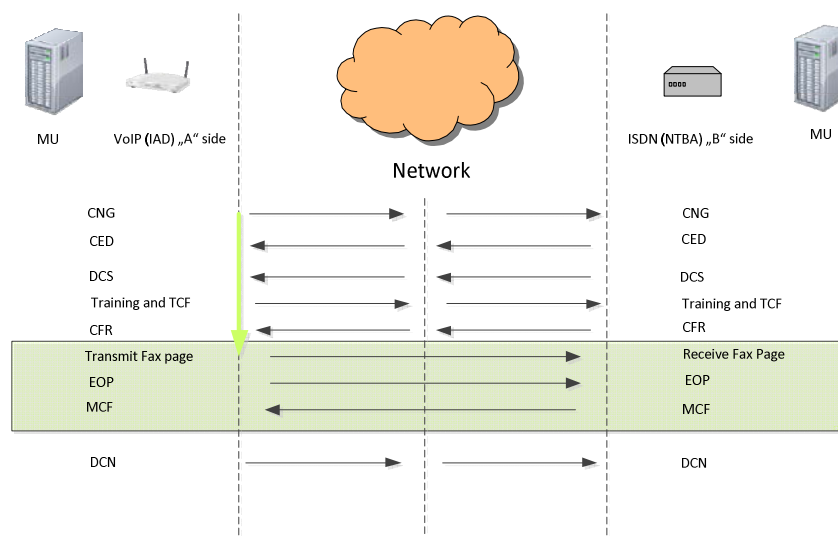 MU
VoIP (IAD) „A“ side
Network
ISDN (NTBA) „B“ side
MU
CNG
CNG
CED
CED
DCS
DCS
Training and TCF
Training and TCF
CFR
CFR
Transmit Fax page
Receive Fax Page
EOP
EOP
MCF
MCF
DCN
DCN